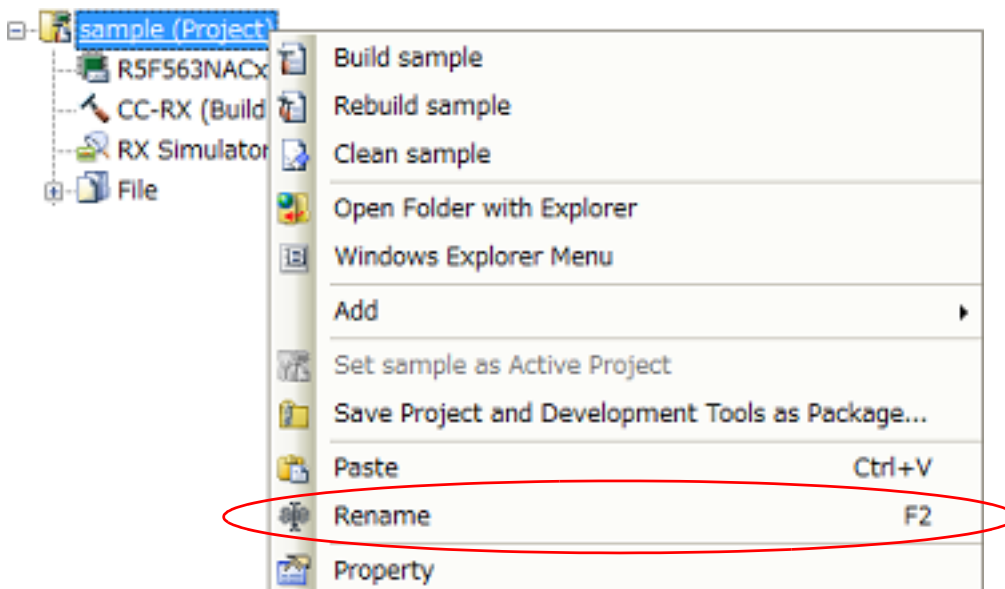 sample (Project)
R5F563NACx
CC-RX (Build
RX Simulator
File
Build sample
Rebuild sample
Clean sample
Open Folder with Explorer
Windows Explorer Menu
Add
Set sample as Active Project
Save Project and Development Tools as Package...
Paste Ctrl+V
Rename F2
Property